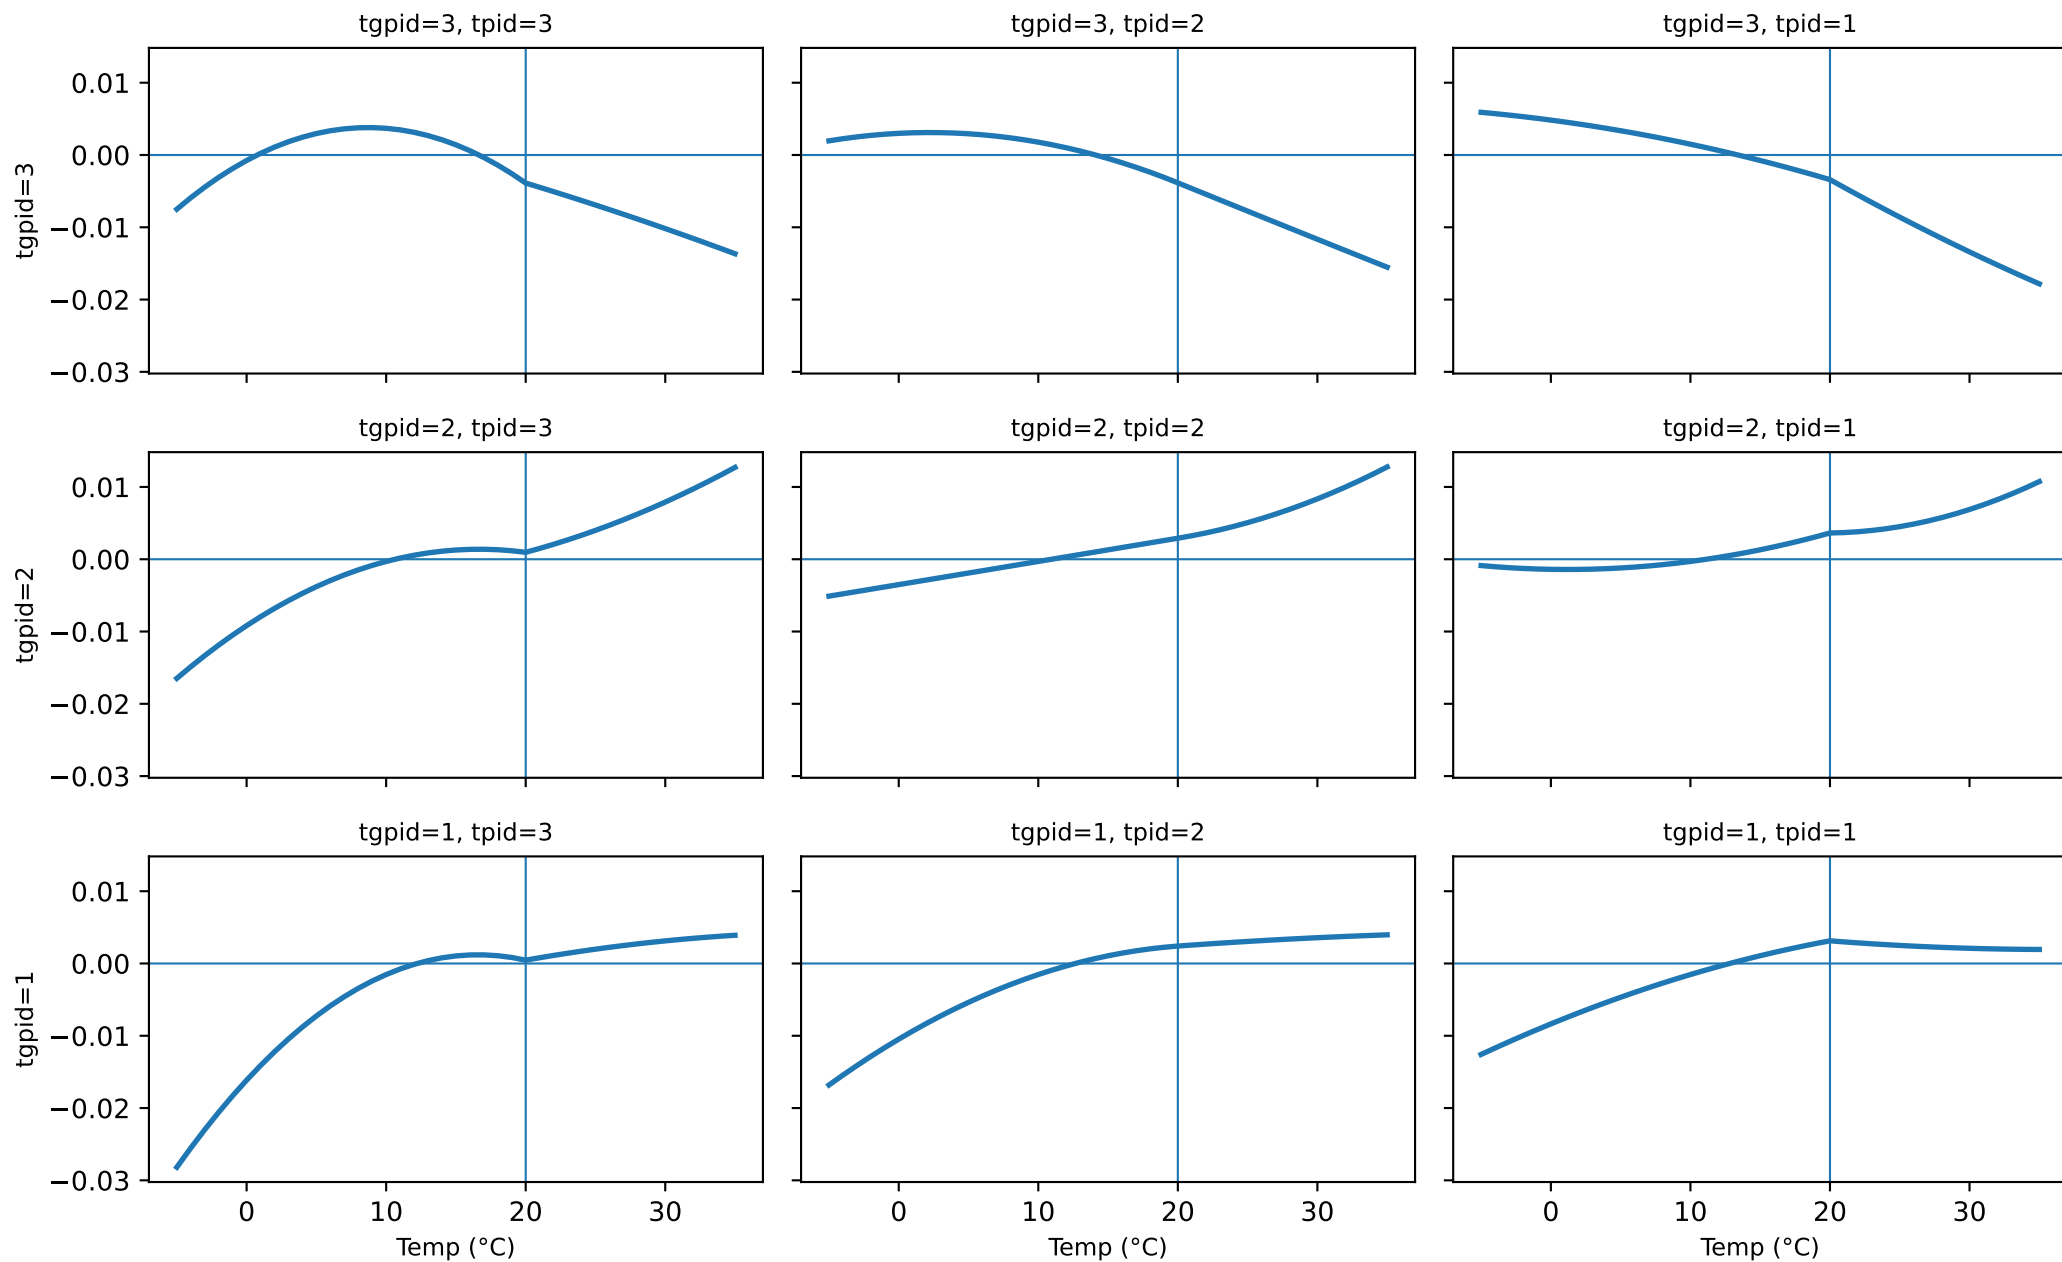 tgpid=3, tpid=3
tgpid=3, tpid=2
tgpid=3, tpid=1
tgpid=3
0.01
0.00
−0.01
−0.02
−0.03
tgpid=2, tpid=3
tgpid=2, tpid=2
tgpid=2, tpid=1
tgpid=2
0.01
0.00
−0.01
−0.02
−0.03
tgpid=1, tpid=3
tgpid=1, tpid=2
tgpid=1, tpid=1
tgpid=1
0.01
0.00
−0.01
−0.02
−0.03
0 10 20 30
0 10 20 30
0 10 20 30
Temp (°C)
Temp (°C)
Temp (°C)